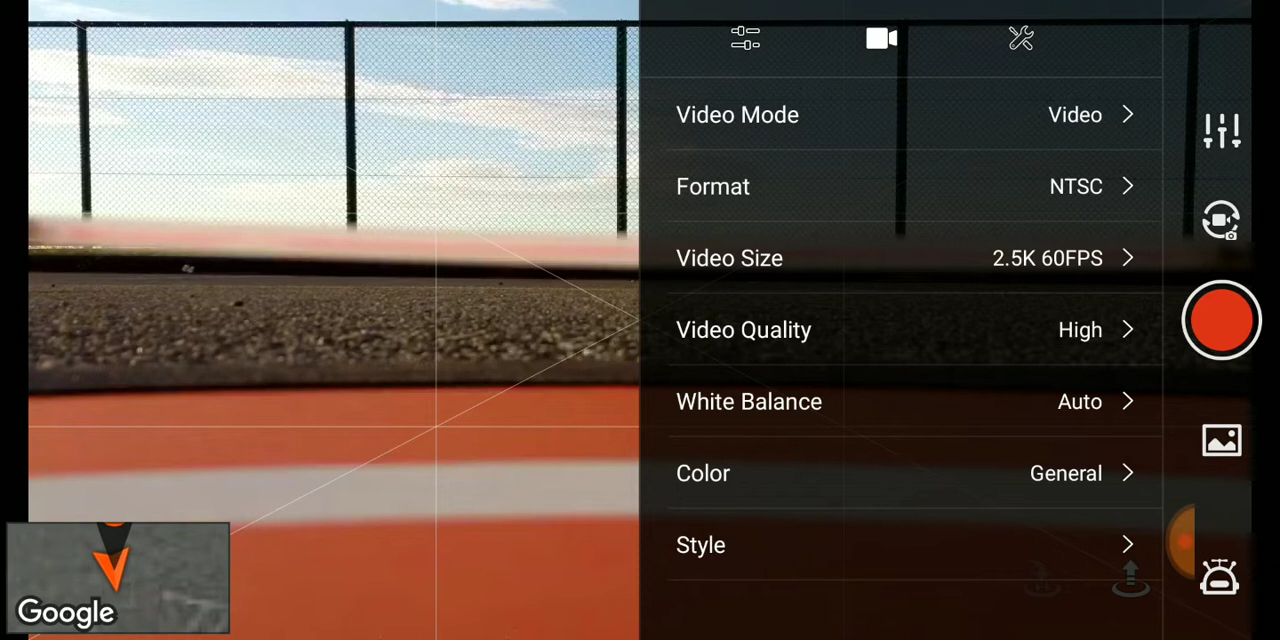 Video Mode Video
Format NTSC
Video Size 2.5K 60FPS
Video Quality High
White Balance Auto
Color General
Style
Google